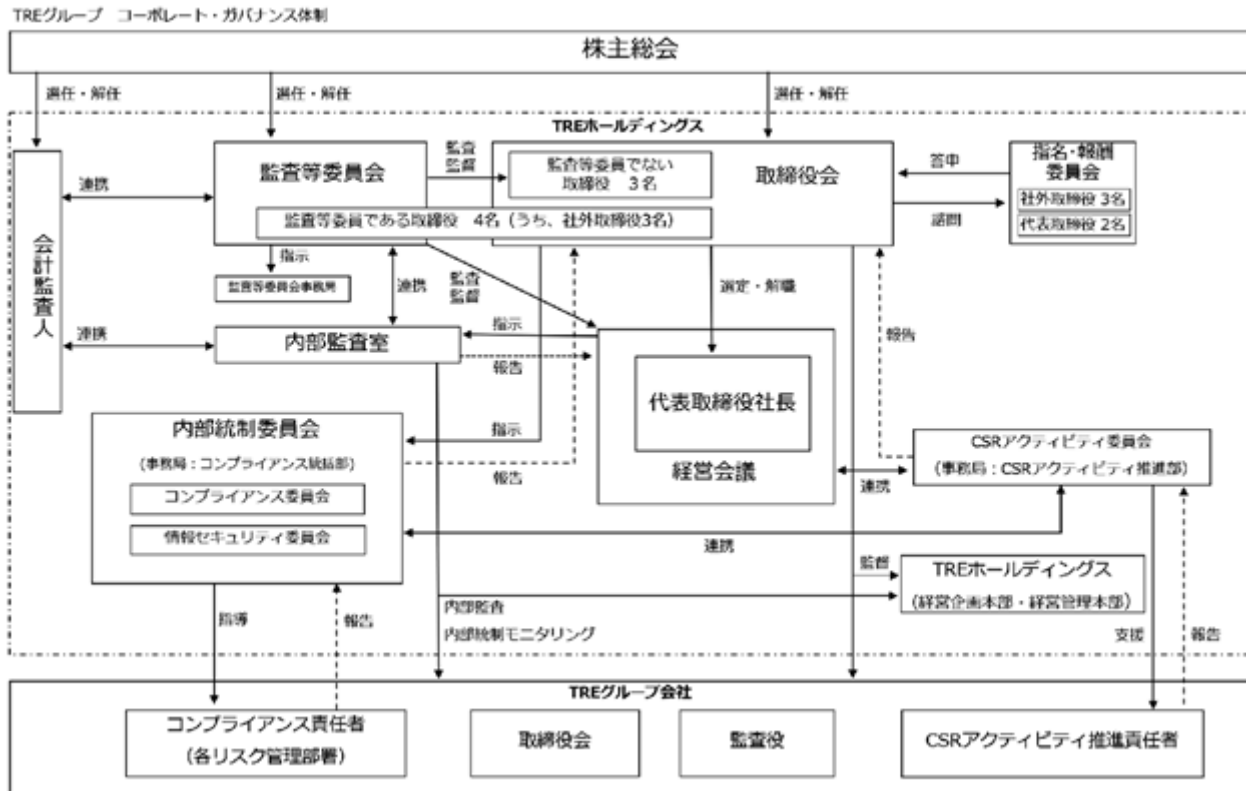 TREグループ　コーポレート・ガバナンス体制
株主総会
選任・解任
選任・解任
選任・解任
TREホールディングス
会計監査人
連携
監査等委員会
監査
監督
監査等委員でない
取締役　3名
取締役会
答申
諮問
指名・報酬
委員会
社外取締役 3名
代表取締役 2名
監査等委員である取締役　4名（うち、社外取締役3名）
指示
監査等委員会事務局
連携
監査
監督
選定・解職
連携
内部監査室
指示
報告
報告
代表取締役社長
経営会議
内部統制委員会
(事務局：コンプライアンス統括部)
コンプライアンス委員会
情報セキュリティ委員会
指示
報告
CSRアクティビティ委員会
(事務局：CSRアクティビティ推進部)
連携
連携
監督
TREホールディングス
(経営企画本部・経営管理本部)
指導
報告
内部監査
内部統制モニタリング
支援
報告
TREグループ会社
コンプライアンス責任者
(各リスク管理部署)
取締役会
監査役
CSRアクティビティ推進責任者